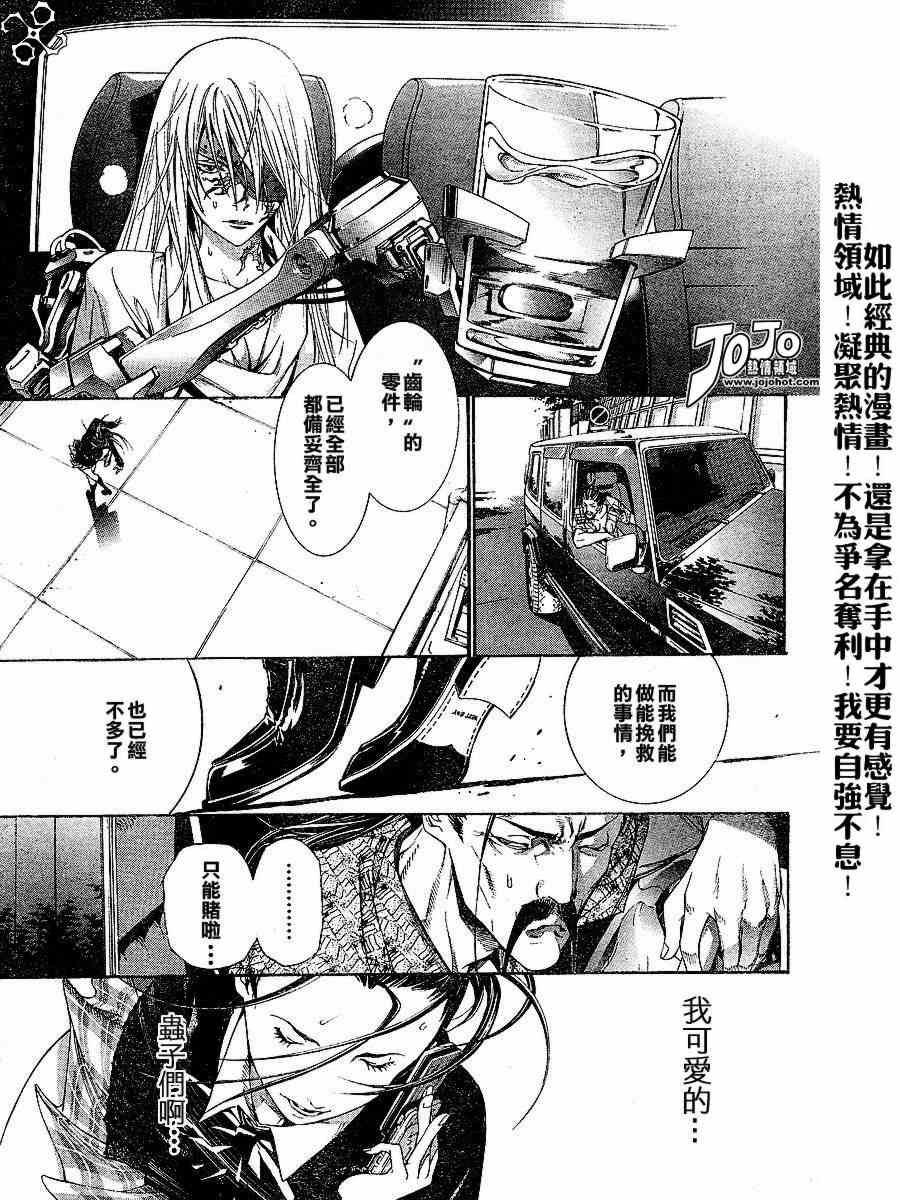 如此經典的漫畫！還是拿在手中才更有感覺！
熱情領域！凝聚熱情！不為爭名奪利！我要自強不息！
JOJO
熱情領域
www.jojohot.com
"齒輪"的
零件，
已經全部
都備妥齊全了。
而我們能
做能挽救
的事情，
也已經
不多了。
………
只能賭啦…
我可愛的…
蟲子們啊…